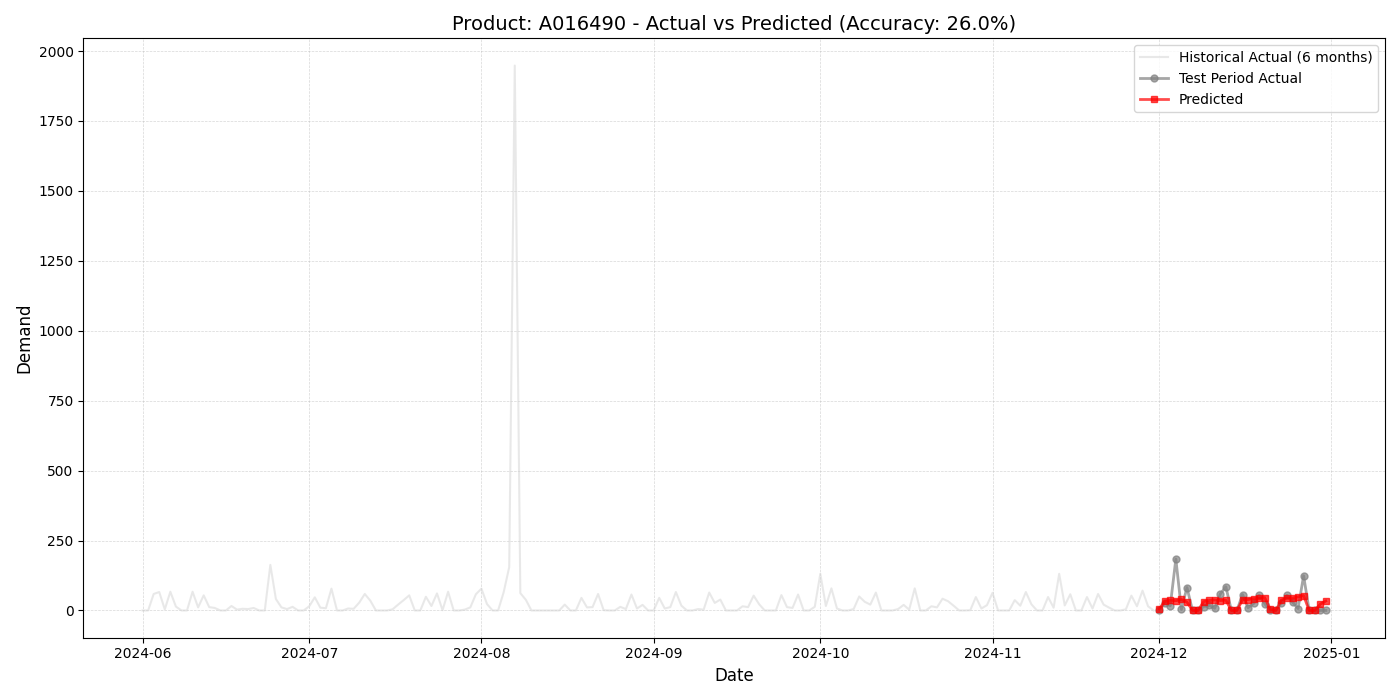 Product: A016490 - Actual vs Predicted (Accuracy: 26.0%)
Historical Actual (6 months)
Test Period Actual
Predicted
Demand
2000
1750
1500
1250
1000
750
500
250
0
2024-06
2024-07
2024-08
2024-09
2024-10
2024-11
2024-12
2025-01
Date